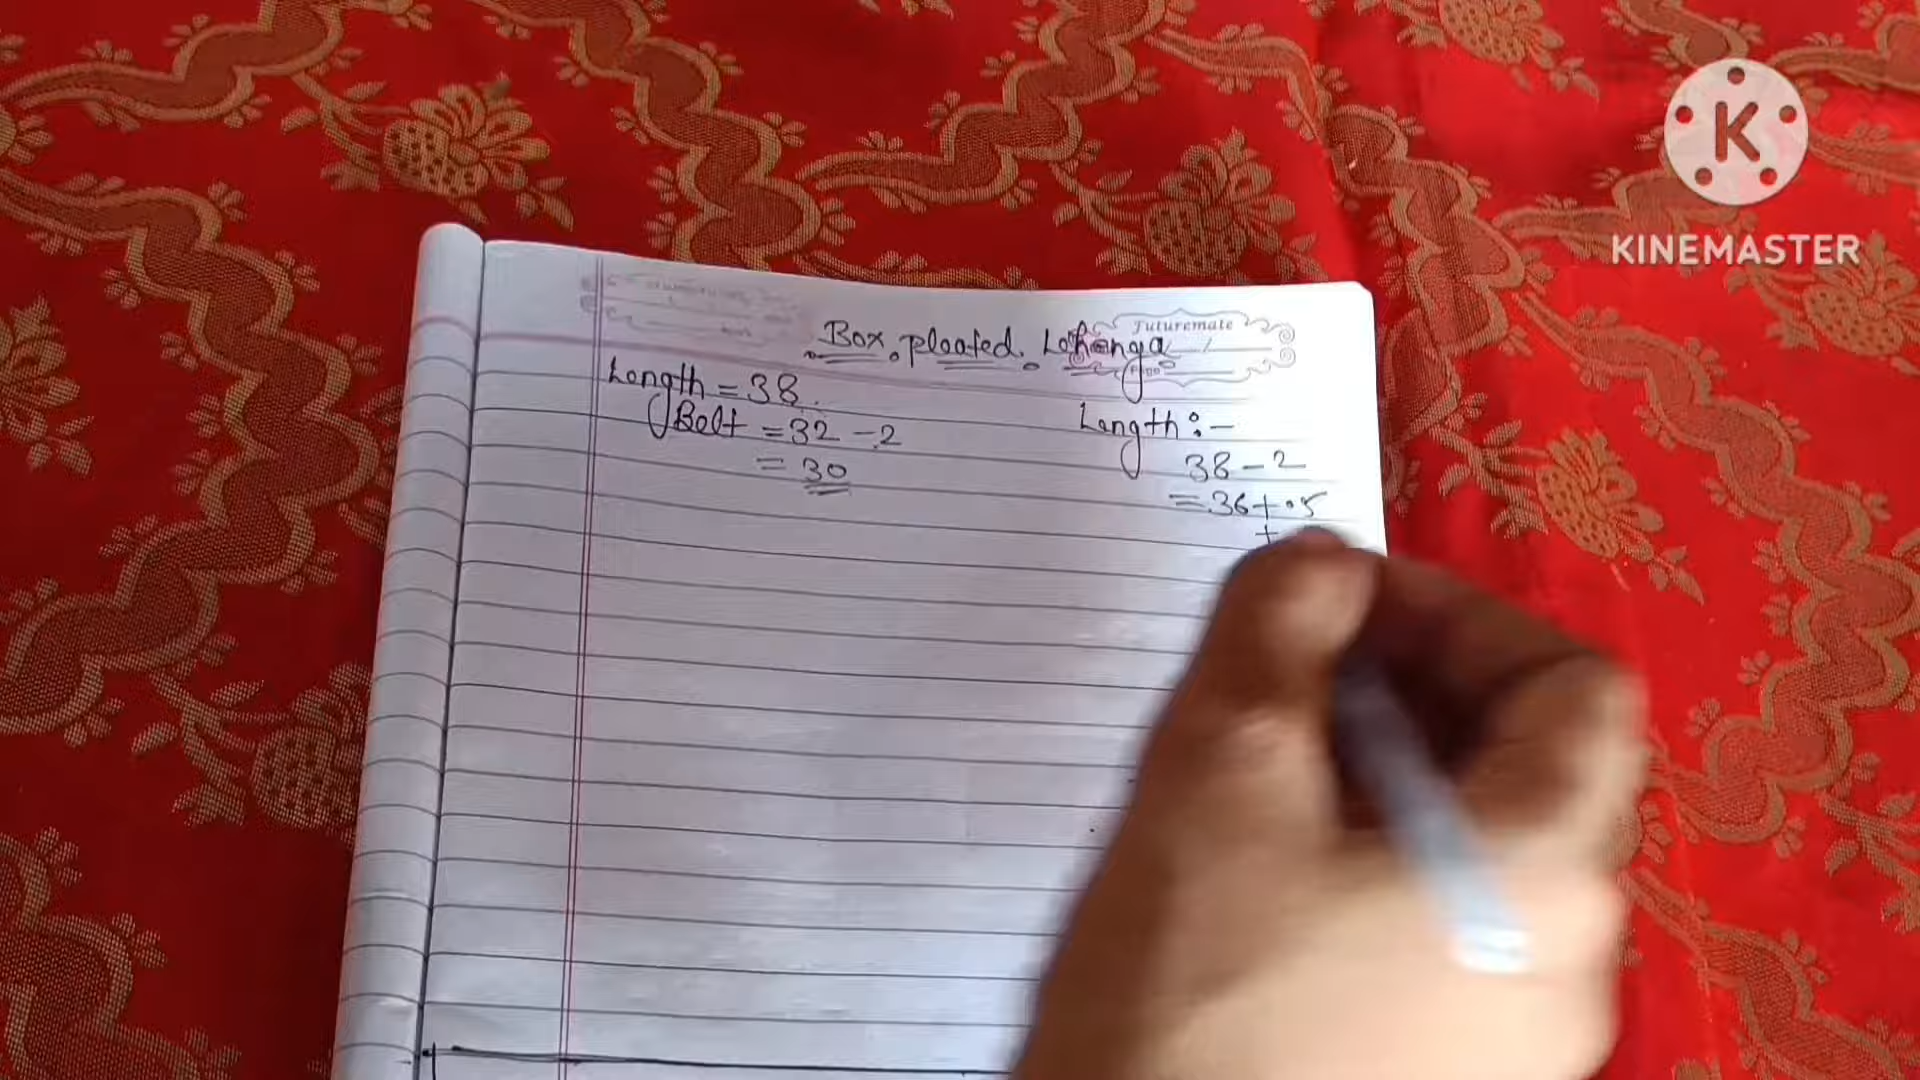 KINEMASTER
Futuremate
Box pleated Lehenga
Length = 38
Belt = 32 - 2
= 30
Length :-
38 - 2
= 36 + .5
+